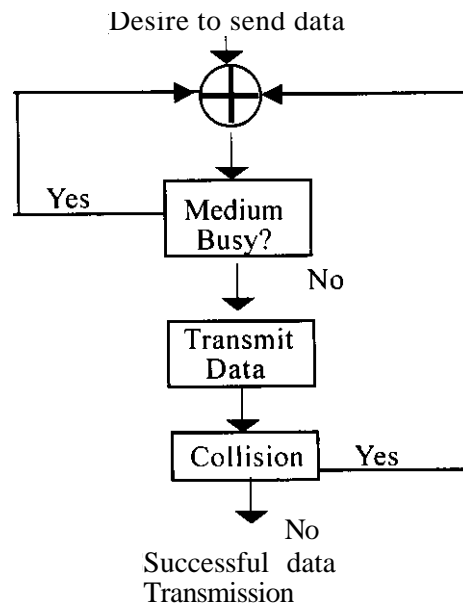 Desire to send data
Yes
Medium
Busy?
No
Transmit
Data
Collision
Yes
No
Successful data
Transmission